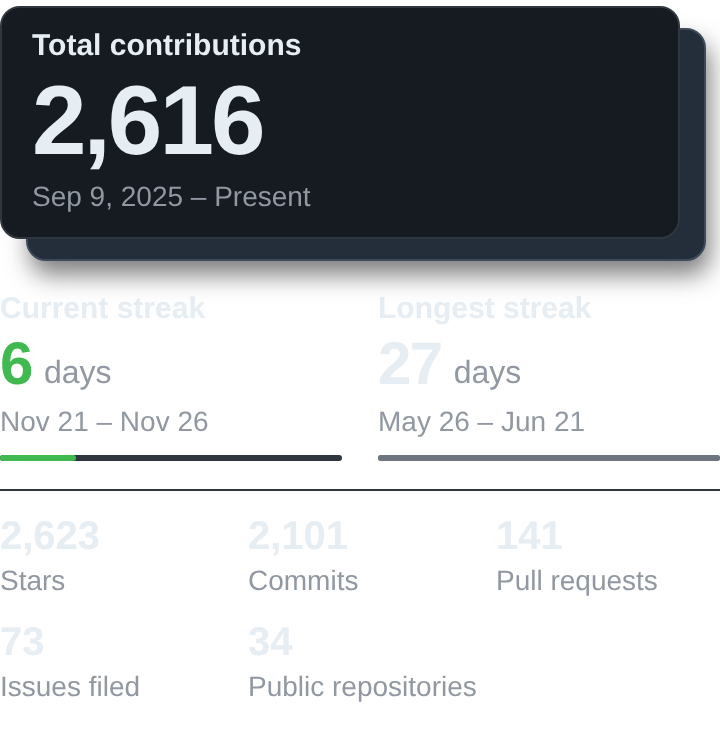 Total contributions
2,616
Sep 9, 2025 – Present
Current streak
6 days
Nov 21 – Nov 26
Longest streak
27 days
May 26 – Jun 21
2,623
Stars
2,101
Commits
141
Pull requests
73
Issues filed
34
Public repositories